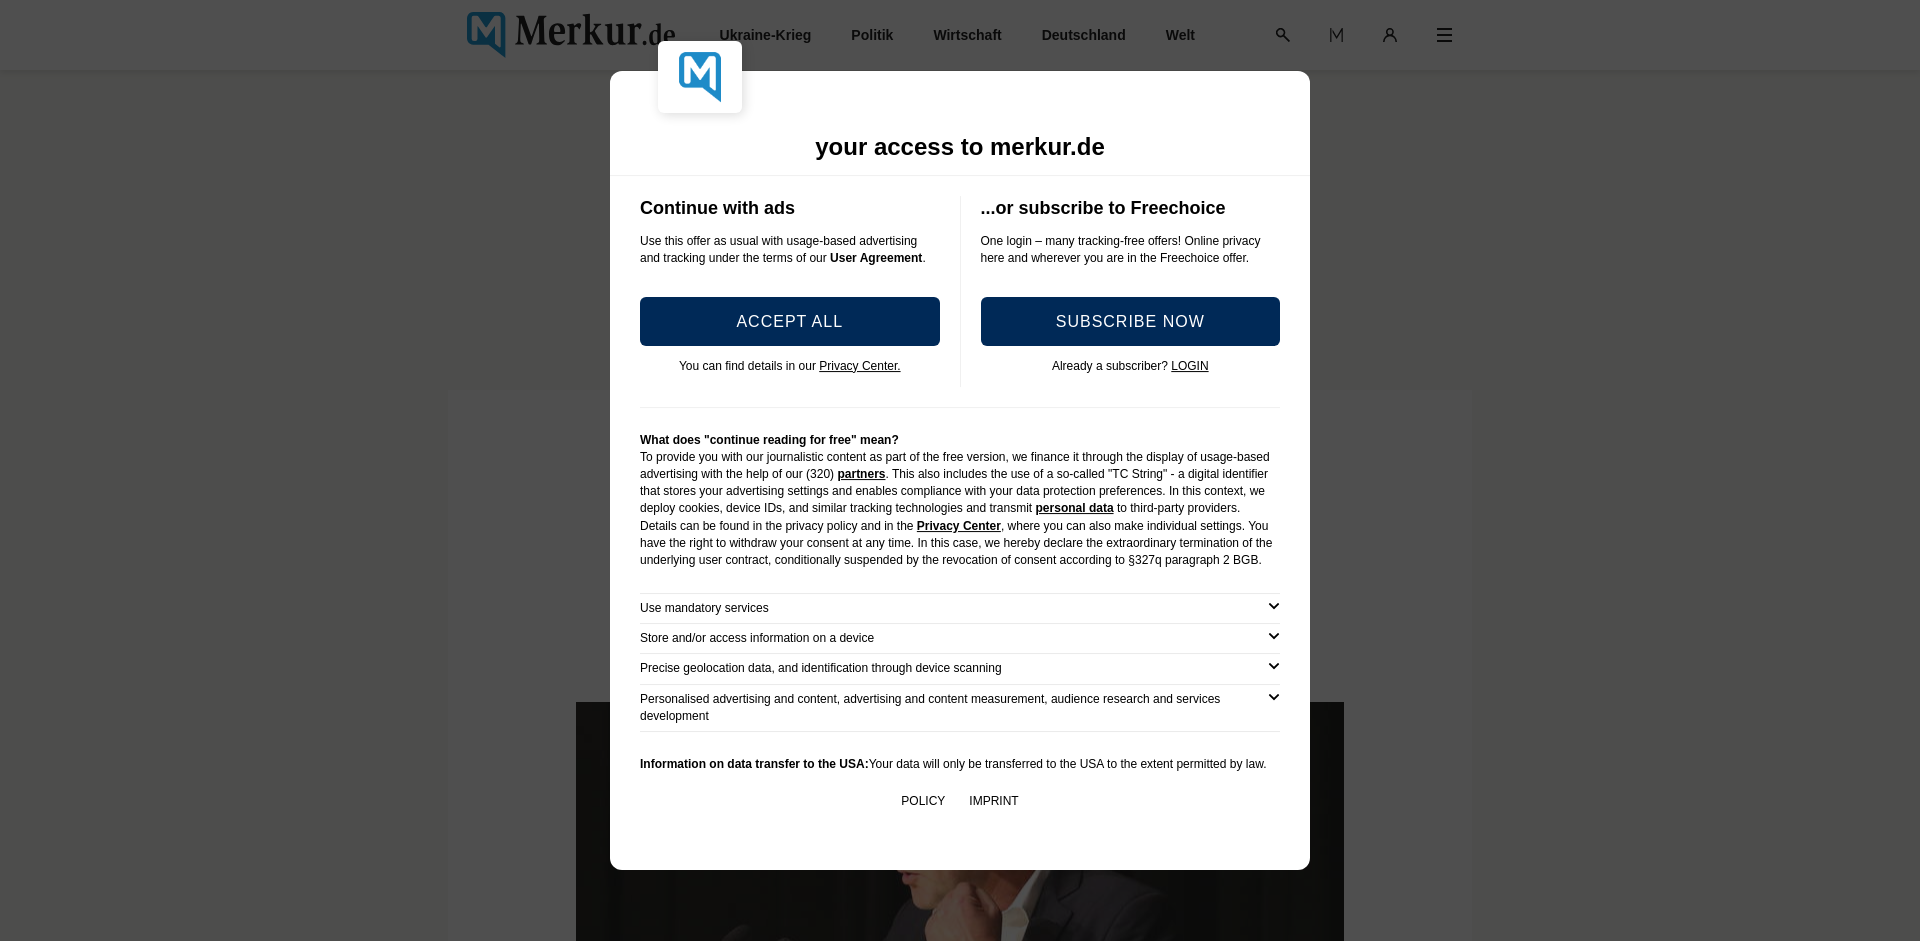 Merkur.de
Ukraine-Krieg
Politik
Wirtschaft
Deutschland
Welt
your access to merkur.de
Continue with ads
Use this offer as usual with usage-based advertising
and tracking under the terms of our User Agreement.
ACCEPT ALL
You can find details in our Privacy Center.
...or subscribe to Freechoice
One login – many tracking-free offers! Online privacy
here and wherever you are in the Freechoice offer.
SUBSCRIBE NOW
Already a subscriber? LOGIN
What does "continue reading for free" mean?
To provide you with our journalistic content as part of the free version, we finance it through the display of usage-based
advertising with the help of our (320) partners. This also includes the use of a so-called "TC String" - a digital identifier
that stores your advertising settings and enables compliance with your data protection preferences. In this context, we
deploy cookies, device IDs, and similar tracking technologies and transmit personal data to third-party providers.
Details can be found in the privacy policy and in the Privacy Center, where you can also make individual settings. You
have the right to withdraw your consent at any time. In this case, we hereby declare the extraordinary termination of the
underlying user contract, conditionally suspended by the revocation of consent according to §327q paragraph 2 BGB.
Use mandatory services
Store and/or access information on a device
Precise geolocation data, and identification through device scanning
Personalised advertising and content, advertising and content measurement, audience research and services
development
Information on data transfer to the USA:Your data will only be transferred to the USA to the extent permitted by law.
POLICY
IMPRINT